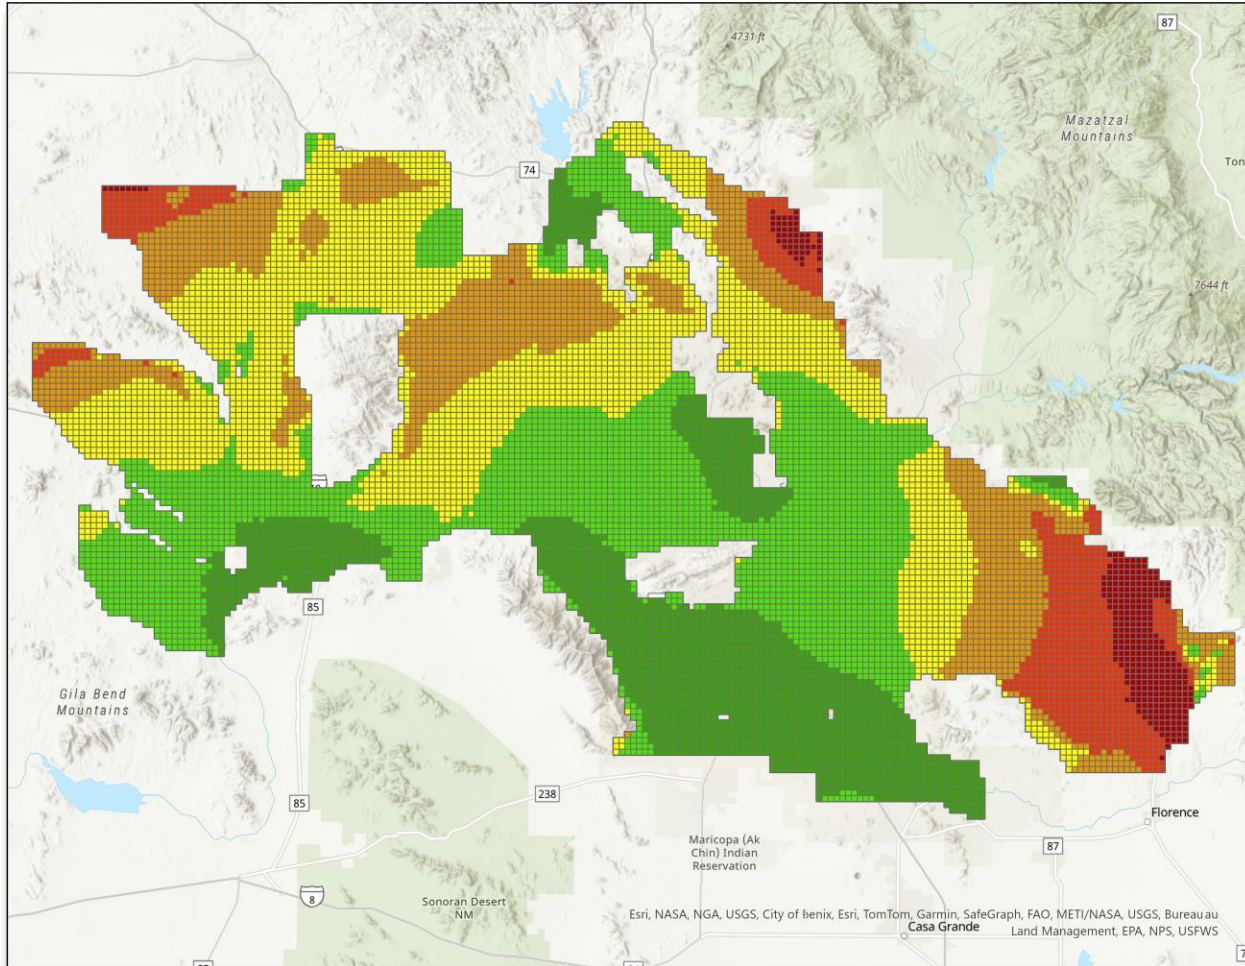 87
4731 ft
Mazatzal
Mountains
74
Ton
7644 ft
85
Gila Bend
Mountains
85
238
Florence
87
Maricopa (Ak
Chin) Indian
Reservation
8
Sonoran Desert
NM
Esri, NASA, NGA, USGS, City of benix, Esri, TomTom, Garmin, SafeGraph, FAO, METI/NASA, USGS, Bureau au
Land Management, EPA, NPS, USFWS
Casa Grande